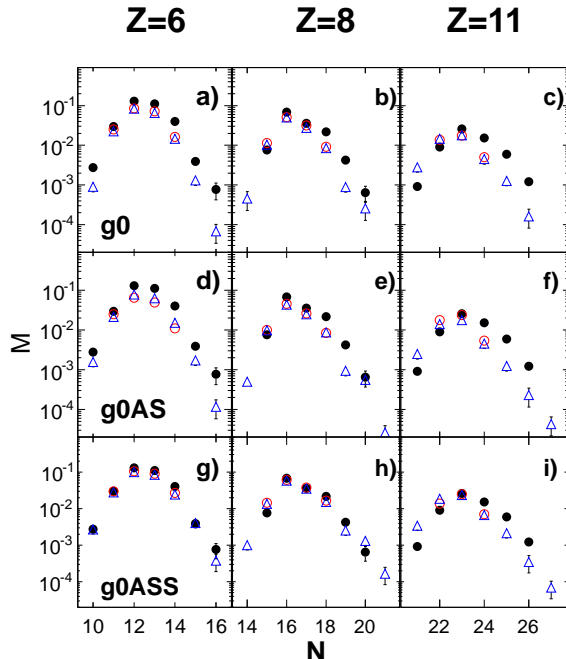 Z=6 Z=8 Z=11
a) b) c)
10⁻¹
10⁻²
10⁻³
10⁻⁴
g0
d) e) f)
10⁻¹
10⁻²
10⁻³
10⁻⁴
M
g0AS
g) h) i)
10⁻¹
10⁻²
10⁻³
10⁻⁴
g0ASS
10 12 14 16 14 16 18 20 22 24 26
N